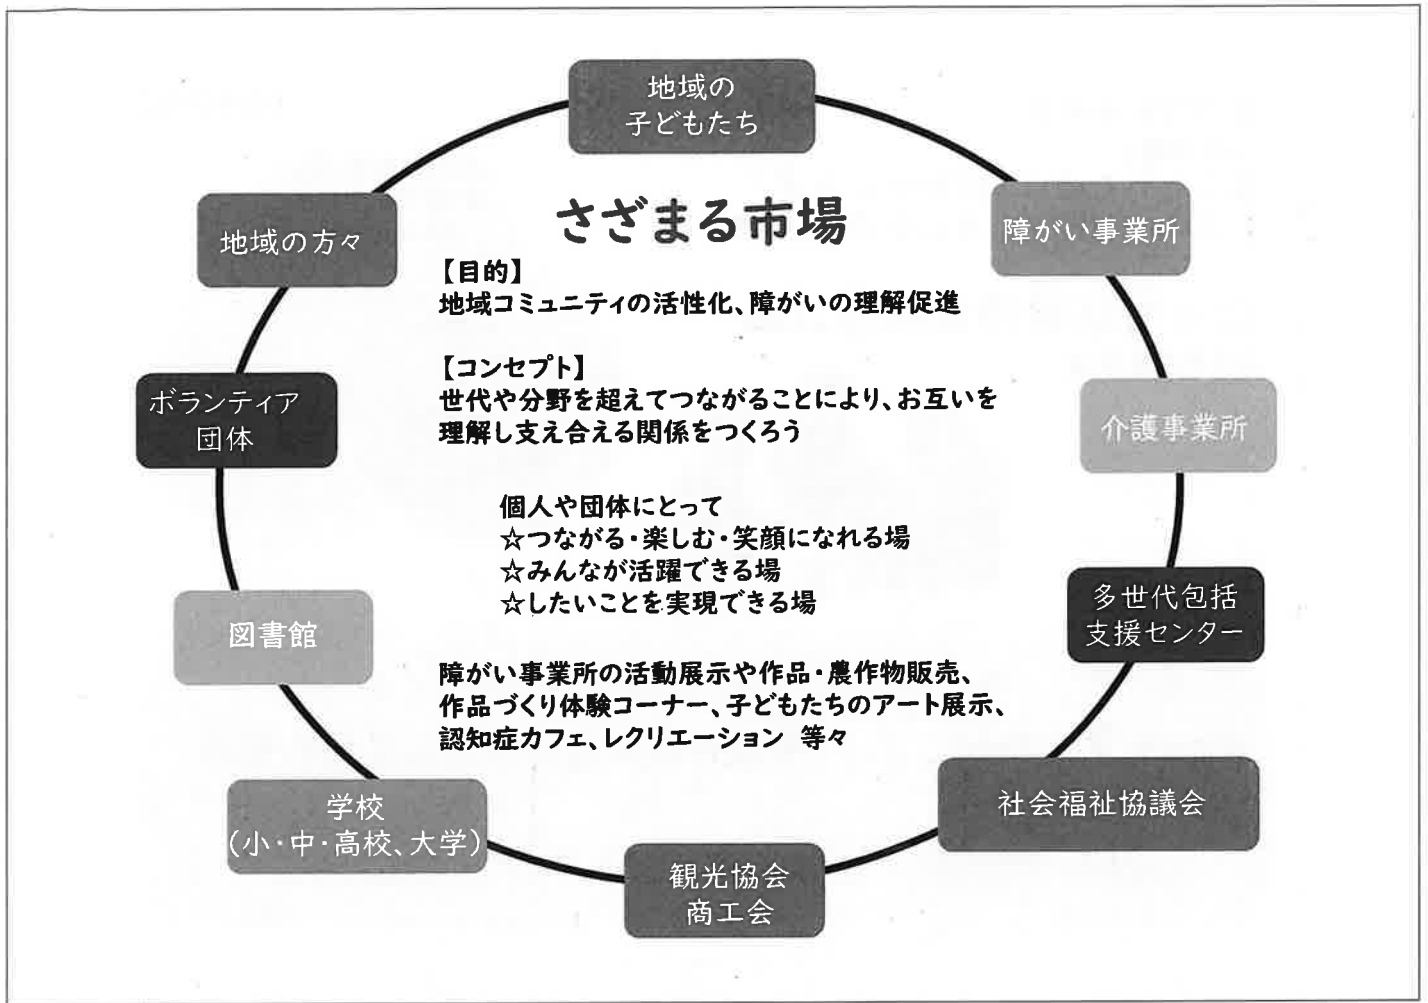 地域の
子どもたち
さざまる市場
障がい事業所
地域の方々
【目的】
地域コミュニティの活性化、障がいの理解促進
【コンセプト】
世代や分野を超えてつながることにより、お互いを
理解し支え合える関係をつくろう
ボランティア
団体
介護事業所
個人や団体にとって
☆つながる・楽しむ・笑顔になれる場
☆みんなが活躍できる場
☆したいことを実現できる場
多世代包括
支援センター
図書館
障がい事業所の活動展示や作品・農作物販売、
作品づくり体験コーナー、子どもたちのアート展示、
認知症カフェ、レクリエーション 等々
学校
(小・中・高校、大学)
社会福祉協議会
観光協会
商工会